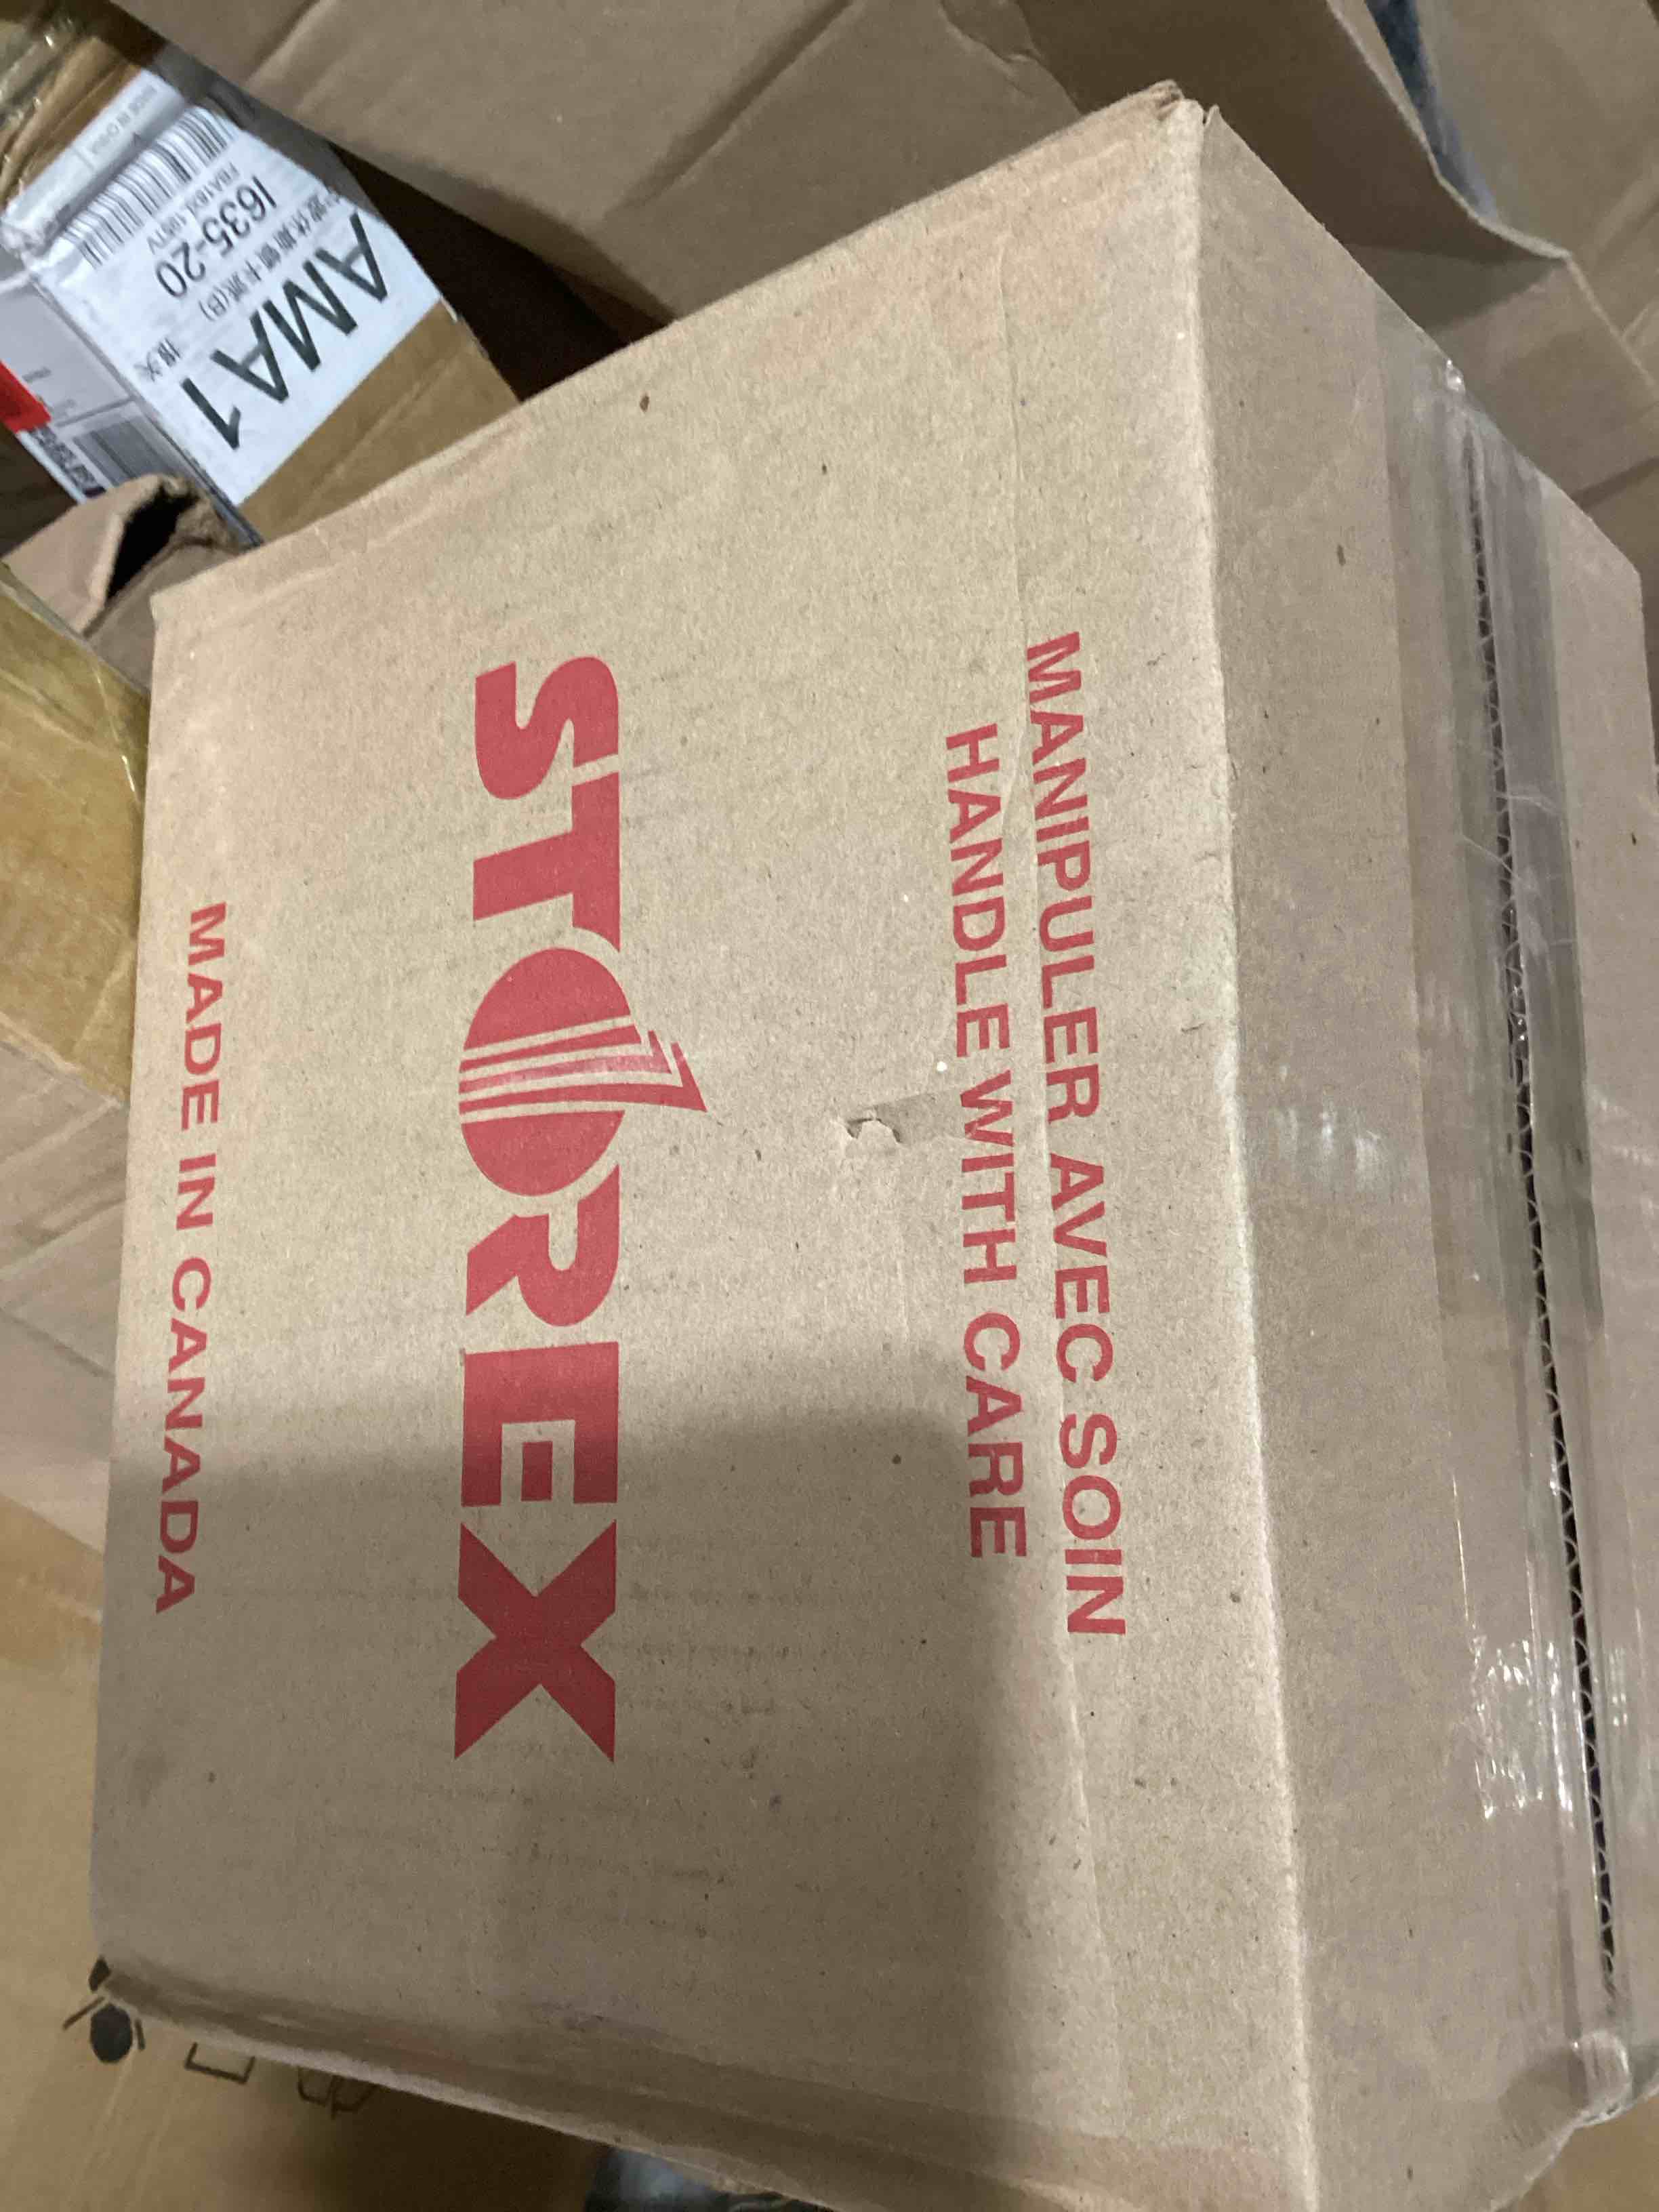 MANIPULER AVEC SOIN
HANDLE WITH CARE
STOREX
MADE IN CANADA
AMA1
1635-20